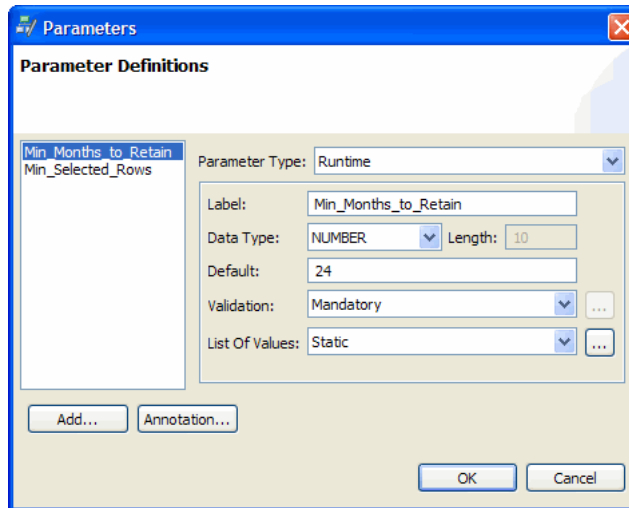 Parameters
Parameter Definitions
Min_Months_to_Retain
Min_Selected_Rows
Parameter Type: Runtime
Label: Min_Months_to_Retain
Data Type: NUMBER Length: 10
Default: 24
Validation: Mandatory ...
List Of Values: Static ...
Add... Annotation...
OK Cancel